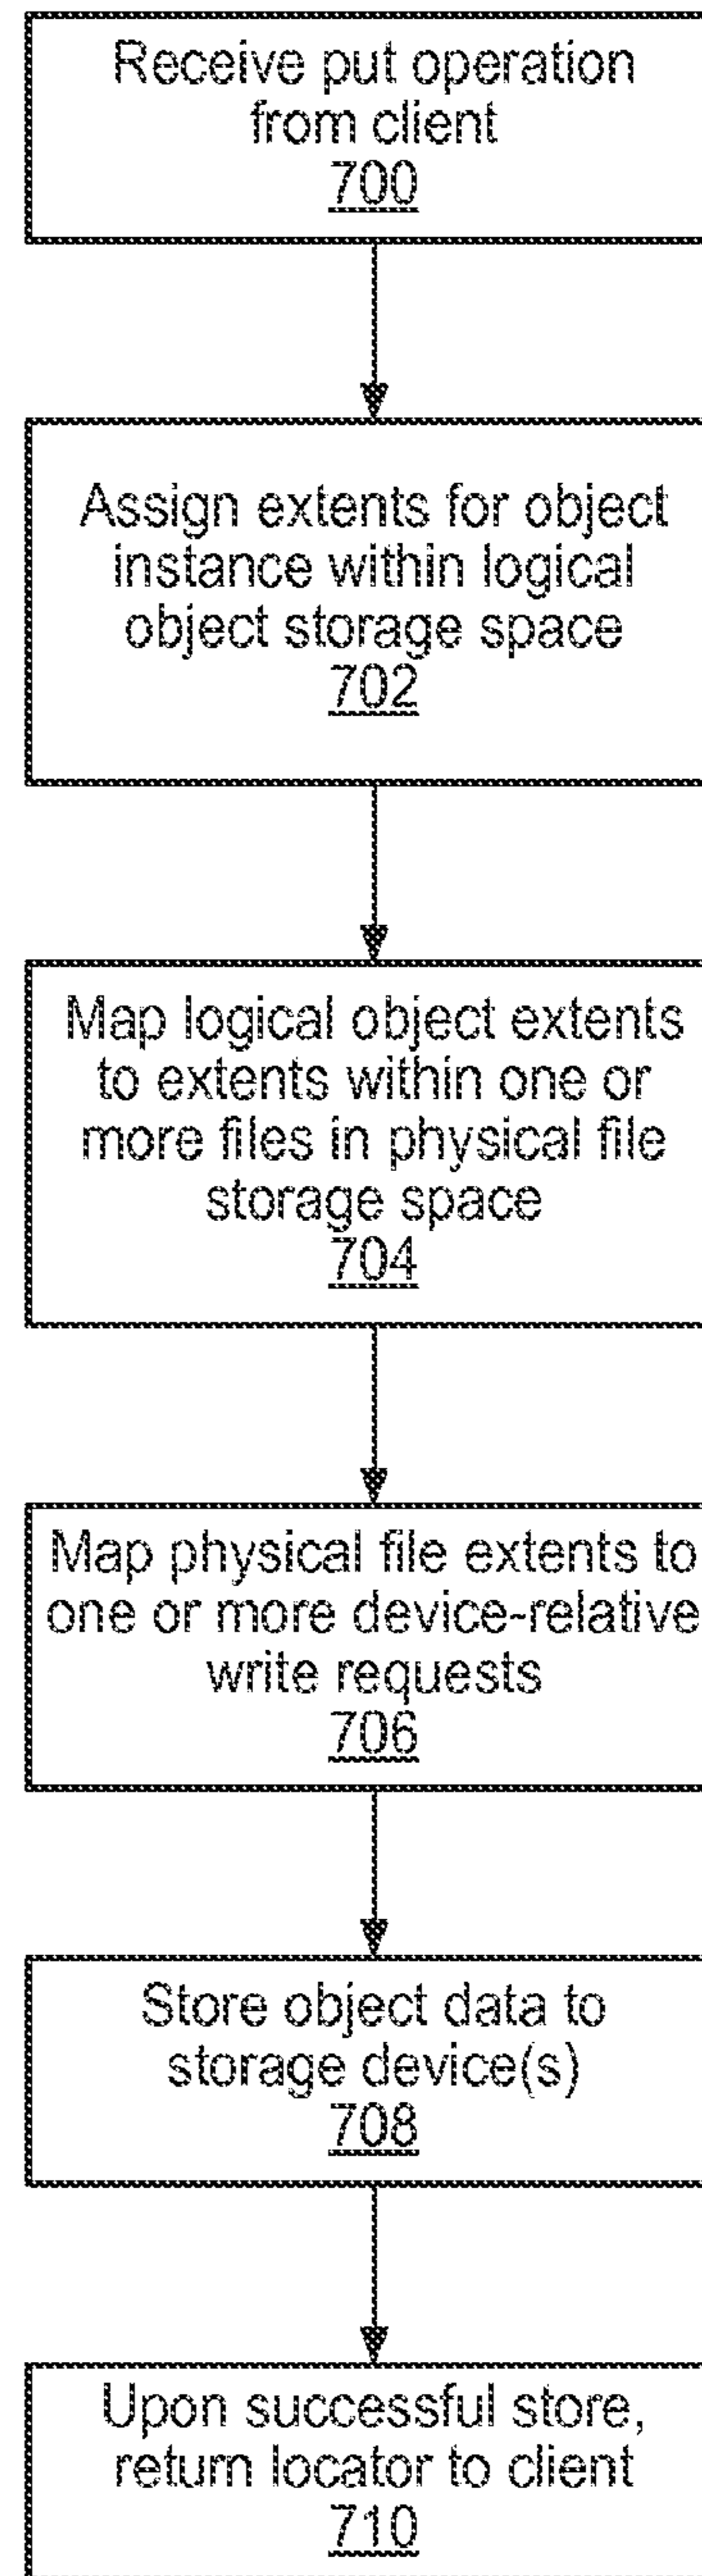 Receive put operation
from client
700
Assign extents for object
instance within logical
object storage space
702
Map logical object extents
to extents within one or
more files in physical file
storage space
704
Map physical file extents to
one or more device-relative
write requests
706
Store object data to
storage device(s)
708
Upon successful store,
return locator to client
710